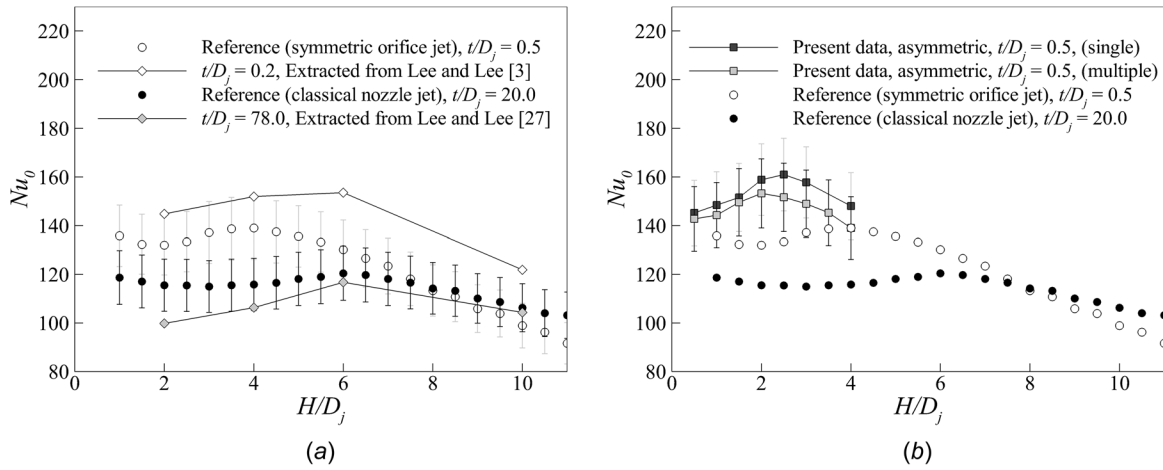 220
200
180
160
140
120
100
80
Nu₀
Reference (symmetric orifice jet), t/Dⱼ = 0.5
t/Dⱼ = 0.2, Extracted from Lee and Lee [3]
Reference (classical nozzle jet), t/Dⱼ = 20.0
t/Dⱼ = 78.0, Extracted from Lee and Lee [27]
0 2 4 6 8 10
H/Dⱼ
(a)
220
200
180
160
140
120
100
80
Nu₀
Present data, asymmetric, t/Dⱼ = 0.5, (single)
Present data, asymmetric, t/Dⱼ = 0.5, (multiple)
Reference (symmetric orifice jet), t/Dⱼ = 0.5
Reference (classical nozzle jet), t/Dⱼ = 20.0
0 2 4 6 8 10
H/Dⱼ
(b)